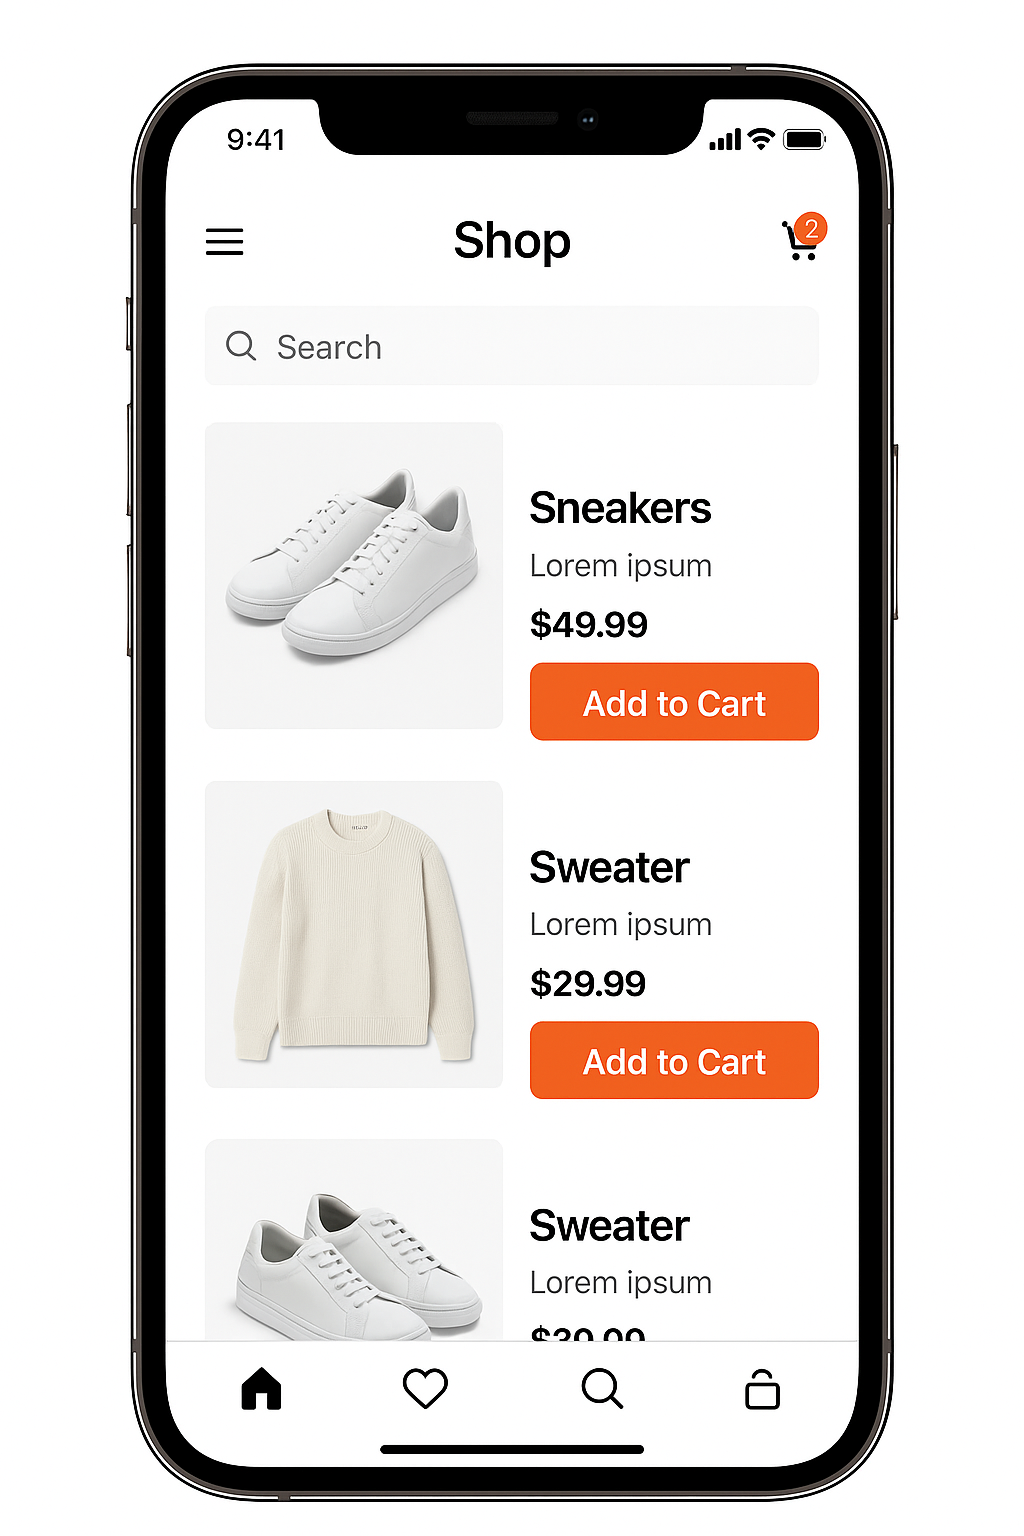 9:41
Shop
2
Search
Sneakers
Lorem ipsum
$49.99
Add to Cart
Sweater
Lorem ipsum
$29.99
Add to Cart
Sweater
Lorem ipsum